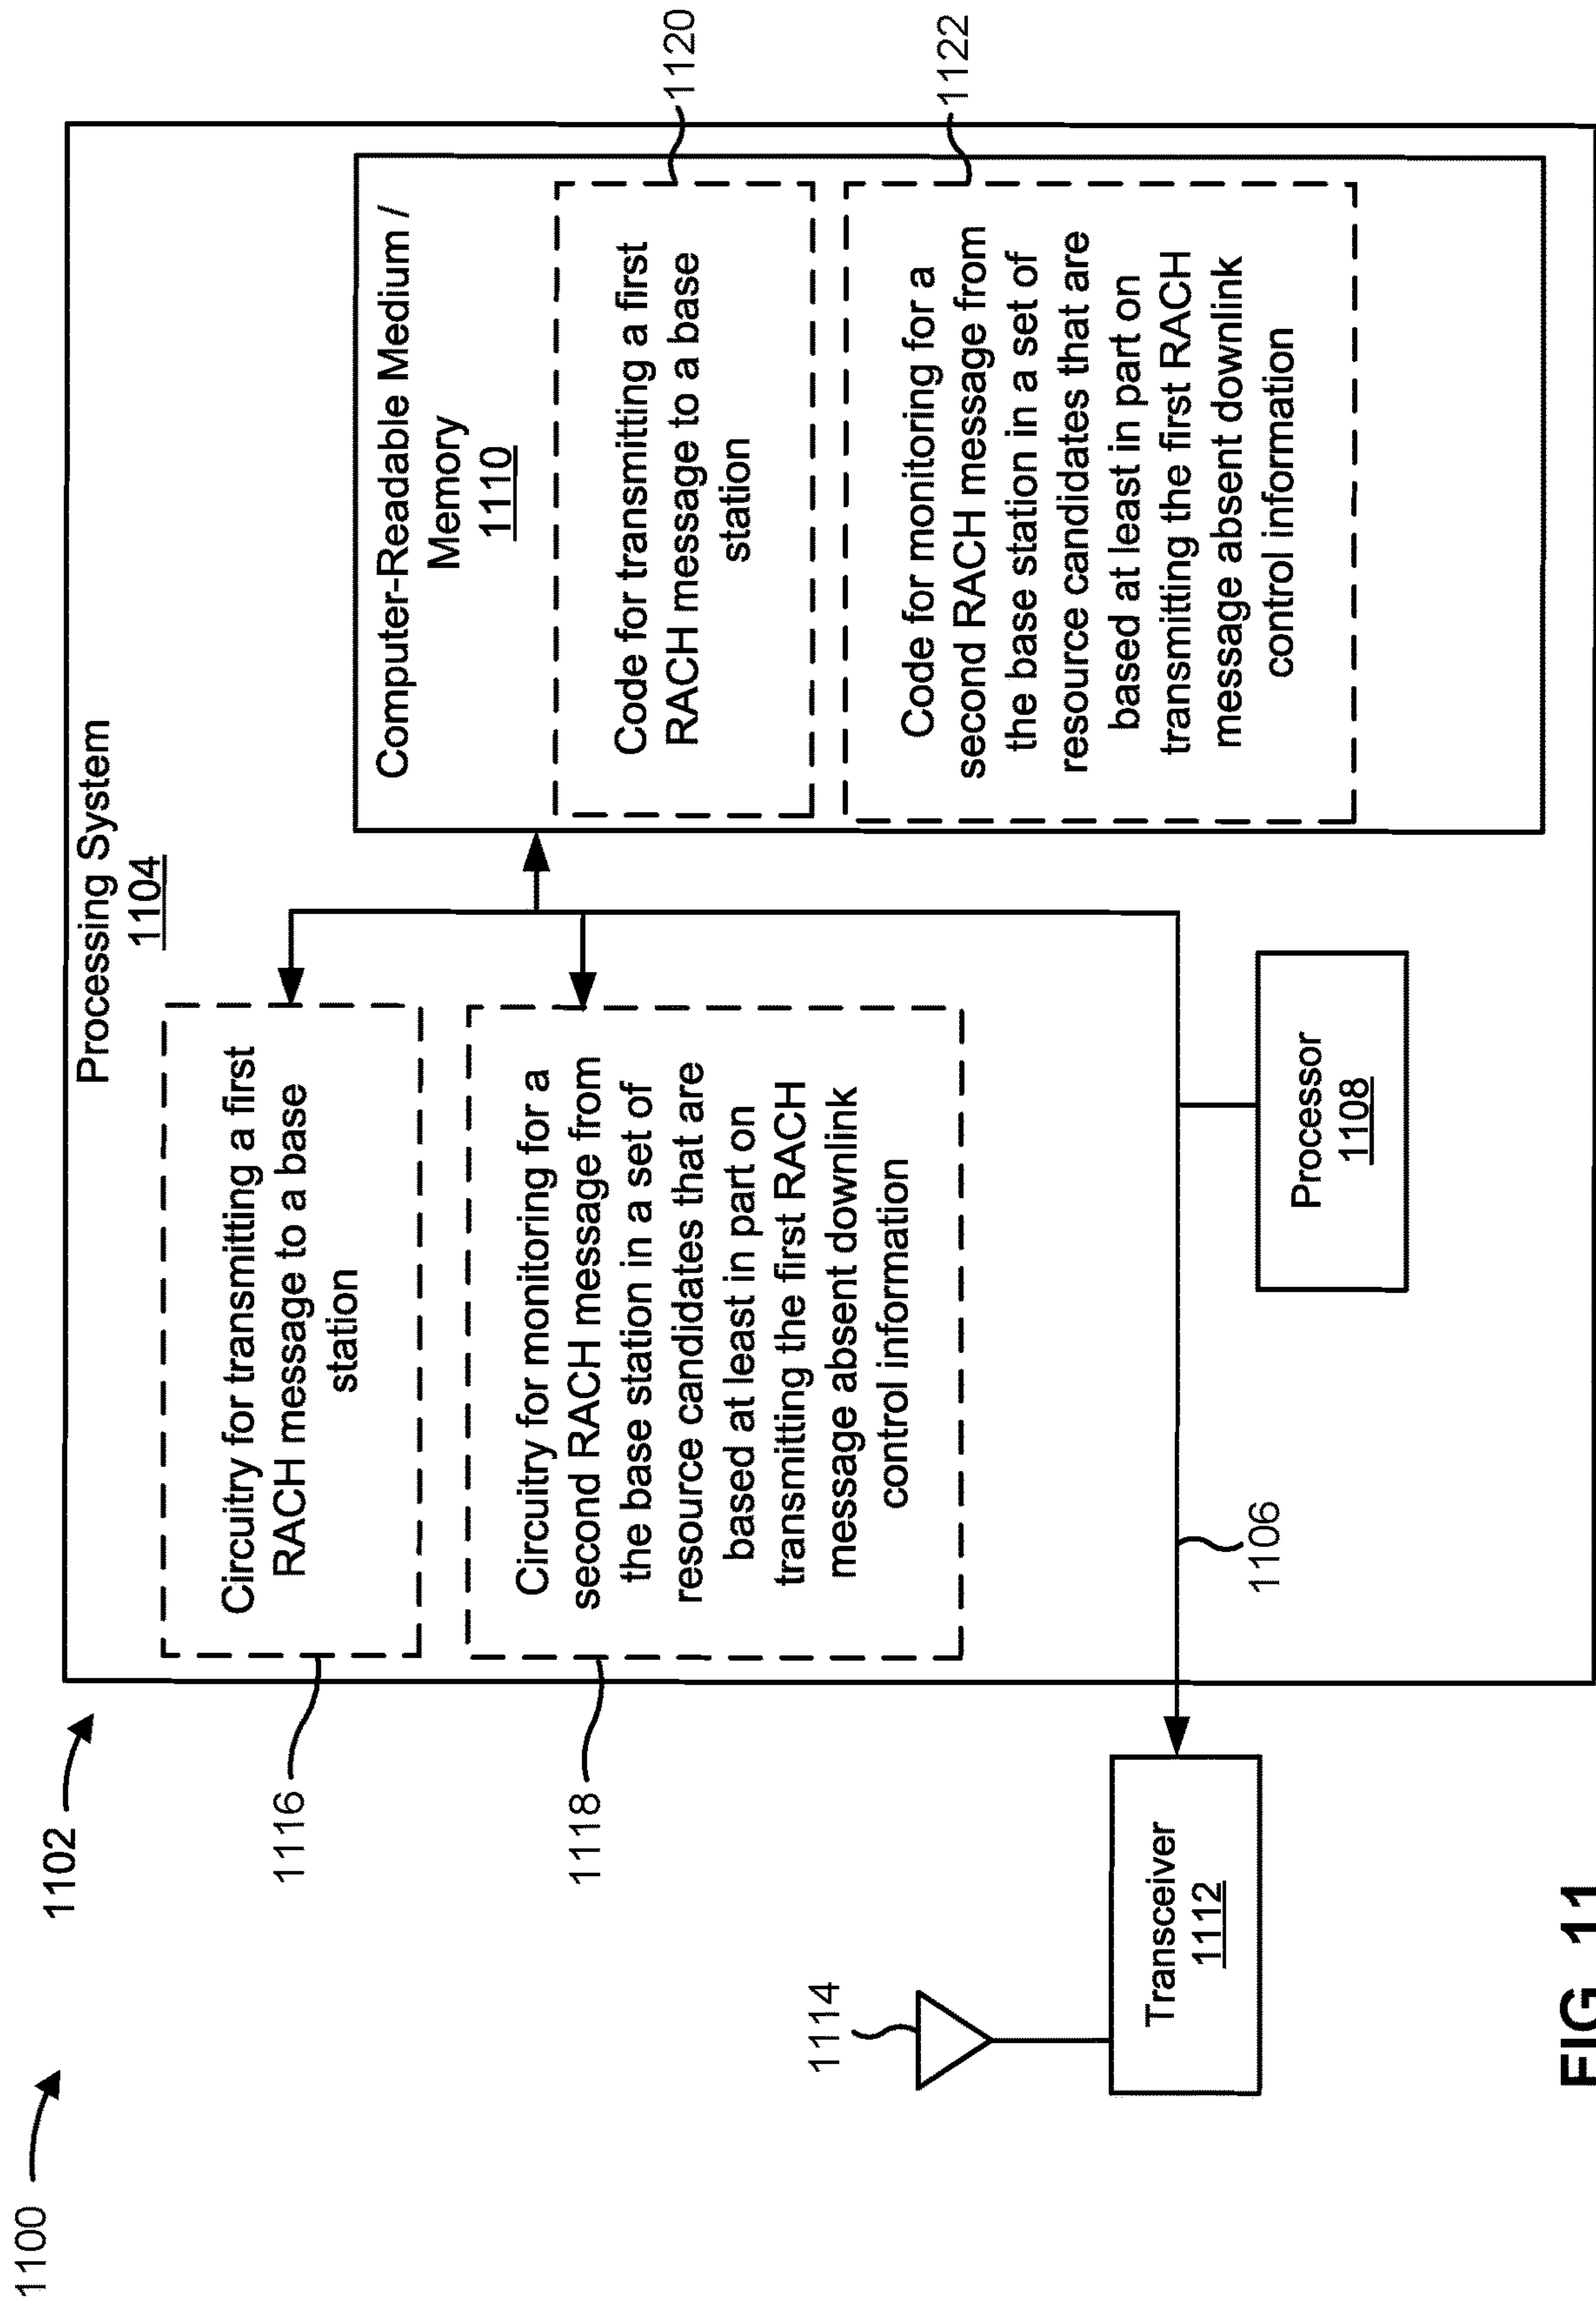 1100
1102
Processing System
1104
1116
Circuitry for transmitting a first
RACH message to a base
station
1118
Circuitry for monitoring for a
second RACH message from
the base station in a set of
resource candidates that are
based at least in part on
transmitting the first RACH
message absent downlink
control information
Computer-Readable Medium /
Memory
1110
Code for transmitting a first
RACH message to a base
station
1120
Code for monitoring for a
second RACH message from
the base station in a set of
resource candidates that are
based at least in part on
transmitting the first RACH
message absent downlink
control information
1122
1114
Transceiver
1112
1106
Processor
1108
FIG. 11